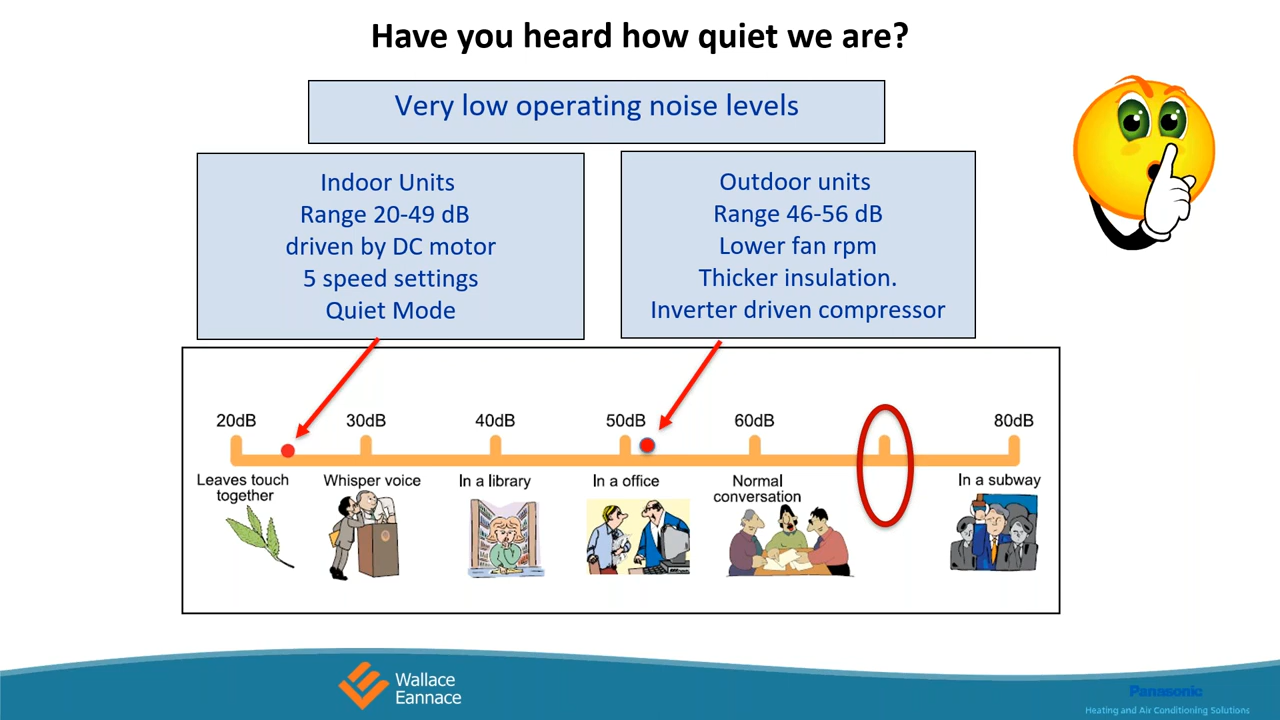 Have you heard how quiet we are?
Very low operating noise levels
Indoor Units
Range 20-49 dB
driven by DC motor
5 speed settings
Quiet Mode
Outdoor units
Range 46-56 dB
Lower fan rpm
Thicker insulation.
Inverter driven compressor
20dB
30dB
40dB
50dB
60dB
80dB
Leaves touch
together
Whisper voice
In a library
In a office
Normal
conversation
In a subway
Wallace
Eannace
Panasonic
Heating and Air Conditioning Solutions